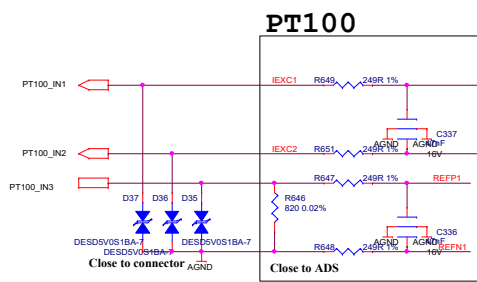 PT100
PT100_IN1
IEXC1
R649
249R 1%
C337
AGND
AGND
16V
PT100_IN2
IEXC2
R651
249R 1%
PT100_IN3
R647
249R 1%
REFP1
D37
D36
D35
R646
820 0.02%
C336
AGND
AGND
16V
DESD5V0S1BA-7
DESD5V0S1BA-7
DESD5V0S1BA-7
R648
249R 1%
REFN1
Close to connector
AGND
Close to ADS